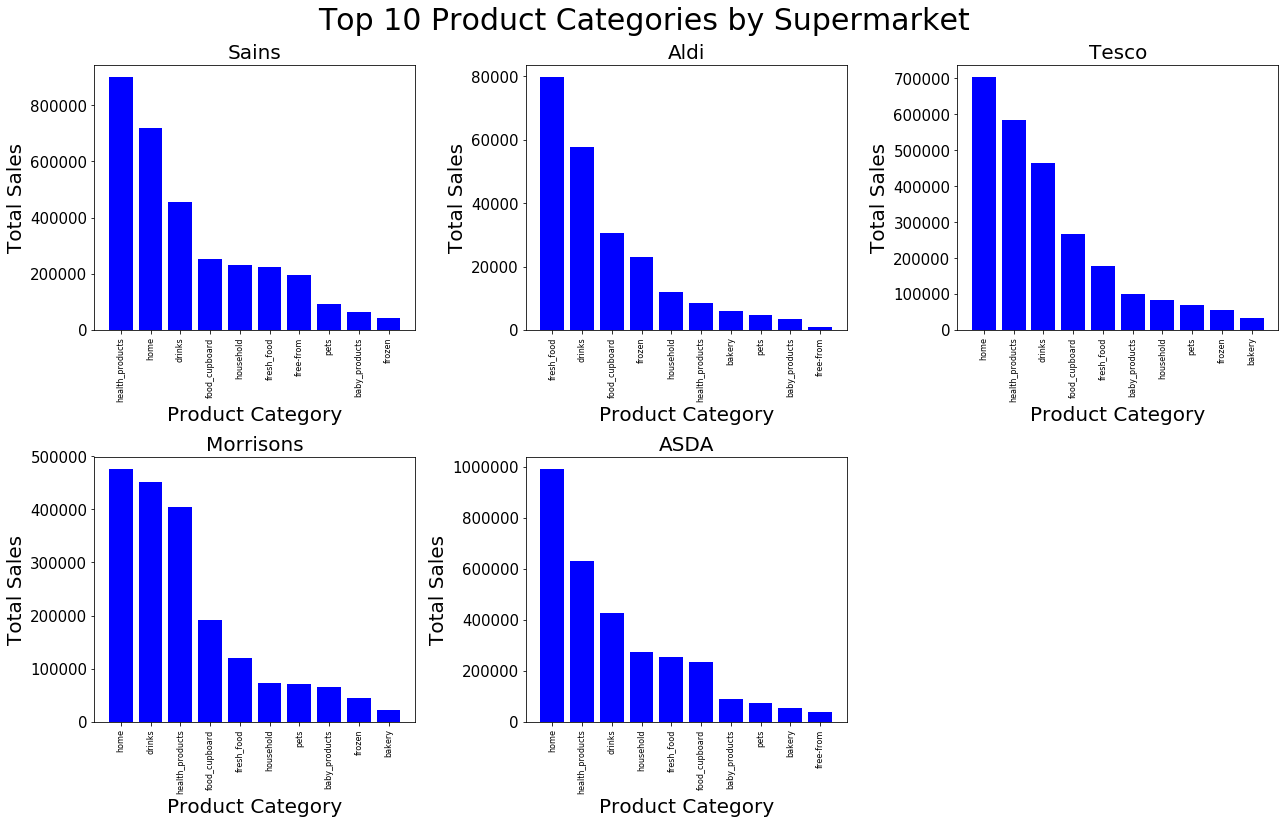 Top 10 Product Categories by Supermarket
Sains
Total Sales
800000
600000
400000
200000
0
health_products
home
drinks
food_cupboard
household
fresh_food
free-from
pets
baby_products
frozen
Product Category
Aldi
Total Sales
80000
60000
40000
20000
0
fresh_food
drinks
food_cupboard
frozen
household
health_products
bakery
pets
baby_products
free-from
Product Category
Tesco
Total Sales
700000
600000
500000
400000
300000
200000
100000
0
home
health_products
drinks
food_cupboard
fresh_food
baby_products
household
pets
frozen
bakery
Product Category
Morrisons
Total Sales
500000
400000
300000
200000
100000
0
home
drinks
health_products
food_cupboard
fresh_food
household
pets
baby_products
frozen
bakery
Product Category
ASDA
Total Sales
1000000
800000
600000
400000
200000
0
home
health_products
drinks
household
fresh_food
food_cupboard
baby_products
pets
bakery
free-from
Product Category